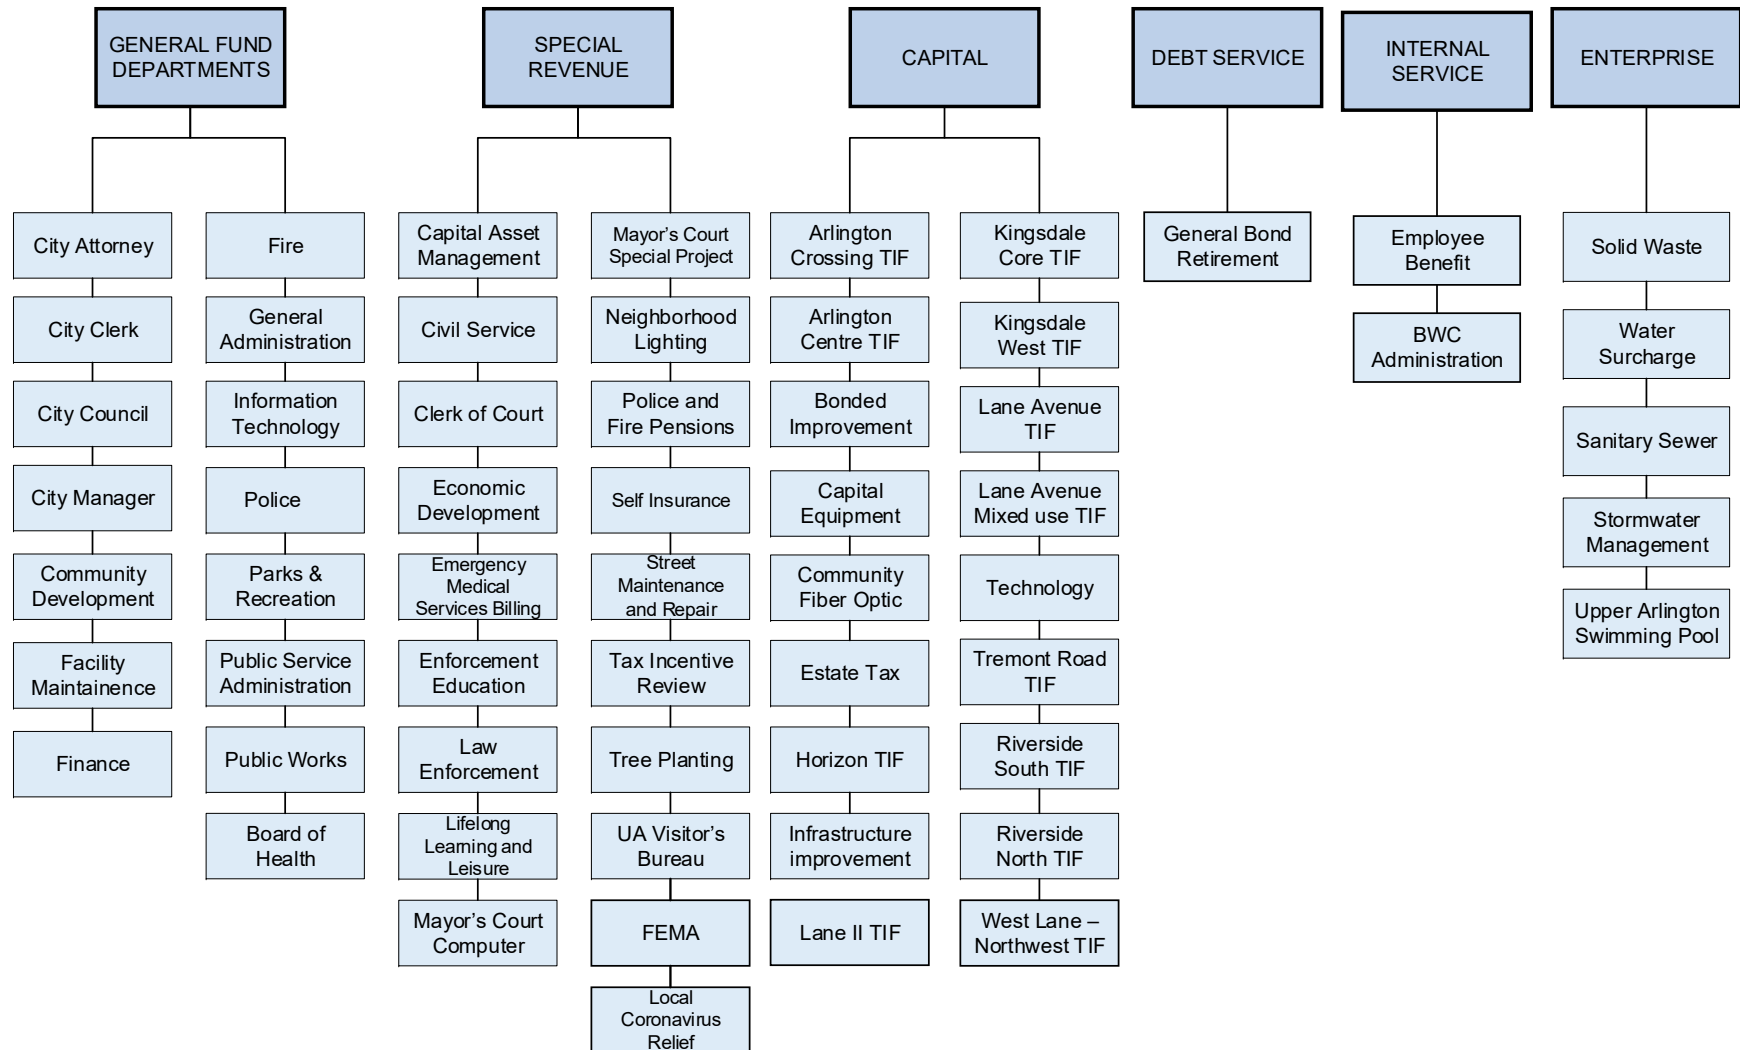 GENERAL FUND
DEPARTMENTS
SPECIAL
REVENUE
CAPITAL
DEBT SERVICE
INTERNAL
SERVICE
ENTERPRISE
City Attorney
City Clerk
City Council
City Manager
Community
Development
Facility
Maintainence
Finance
Fire
General
Administration
Information
Technology
Police
Parks &
Recreation
Public Service
Administration
Public Works
Board of
Health
Capital Asset
Management
Civil Service
Clerk of Court
Economic
Development
Emergency
Medical
Services Billing
Enforcement
Education
Law
Enforcement
Lifelong
Learning and
Leisure
Mayor's Court
Computer
Mayor's Court
Special Project
Neighborhood
Lighting
Police and
Fire Pensions
Self Insurance
Street
Maintenance
and Repair
Tax Incentive
Review
Tree Planting
UA Visitor's
Bureau
FEMA
Local
Coronavirus
Relief
Arlington
Crossing TIF
Arlington
Centre TIF
Bonded
Improvement
Capital
Equipment
Community
Fiber Optic
Estate Tax
Horizon TIF
Infrastructure
improvement
Lane II TIF
Kingsdale
Core TIF
Kingsdale
West TIF
Lane Avenue
TIF
Lane Avenue
Mixed use TIF
Technology
Tremont Road
TIF
Riverside
South TIF
Riverside
North TIF
West Lane –
Northwest TIF
General Bond
Retirement
Employee
Benefit
BWC
Administration
Solid Waste
Water
Surcharge
Sanitary Sewer
Stormwater
Management
Upper Arlington
Swimming Pool